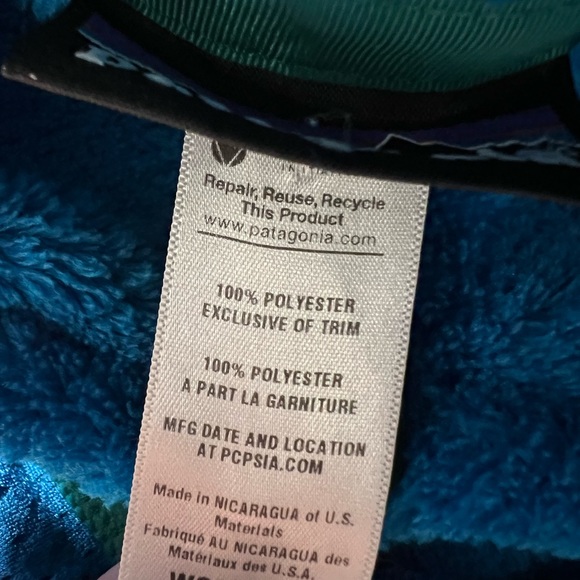 Repair, Reuse, Recycle
This Product
www.patagonia.com
100% POLYESTER
EXCLUSIVE OF TRIM
100% POLYESTER
A PART LA GARNITURE
MFG DATE AND LOCATION
AT PCPSIA.COM
Made in NICARAGUA of U.S.
Materials
Fabriqué AU NICARAGUA des
Matériaux des U.S.A.